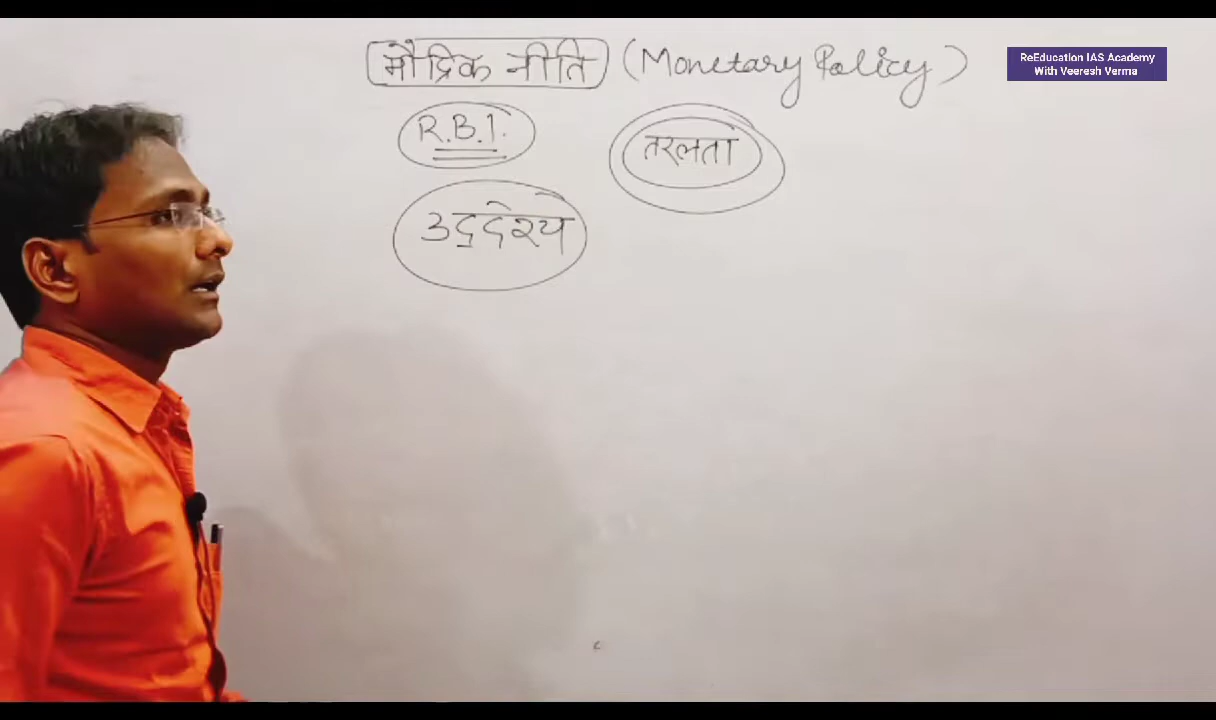 मौद्रिक नीति (Monetary Policy)
R.B.I.
तरलता
उद्देश्य
ReEducation IAS Academy
With Veeresh Verma